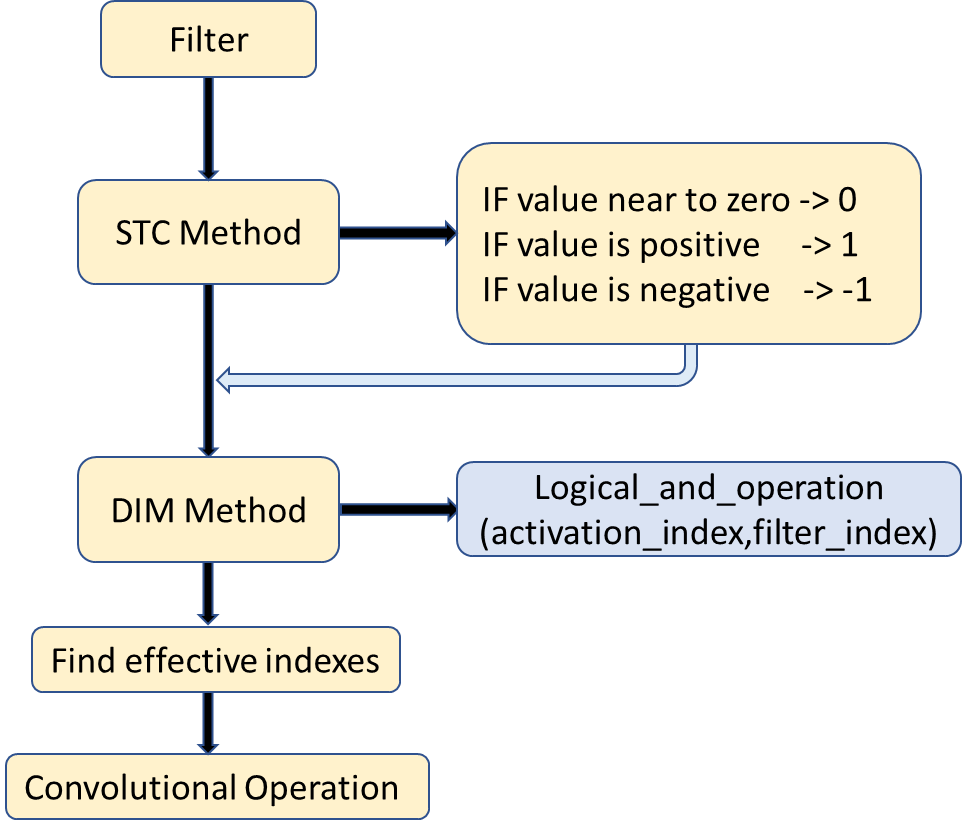 Filter
STC Method
IF value near to zero -> 0
IF value is positive -> 1
IF value is negative -> -1
DIM Method
Logical_and_operation
(activation_index,filter_index)
Find effective indexes
Convolutional Operation